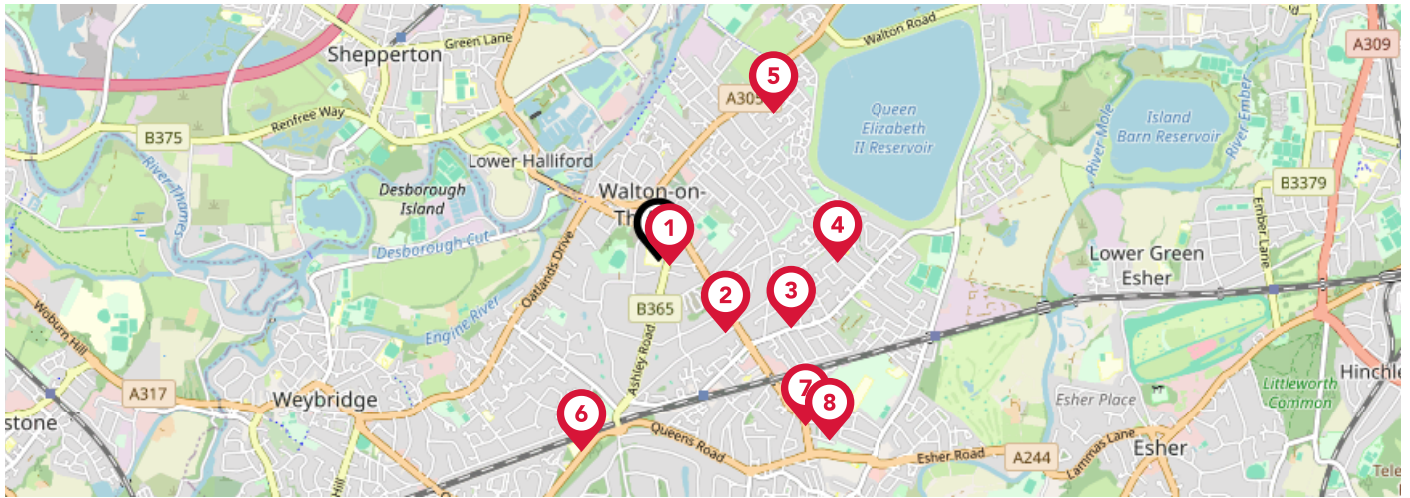 Shepperton
Green Lane
Walton Road
A309
5
A305
Queen
Elizabeth
II Reservoir
Island
Barn Reservoir
River Mole
River Ember
B375
Renfree Way
River Thames
Lower Halliford
Desborough
Island
Walton-on-
Th
B3379
Desborough Cut
Oatlands Drive
1
4
Ember Lane
Lower Green
Esher
Engine River
B365
2
3
Woburn Hill
Ashley Road
A317
Weybridge
6
7
8
Esher Place
Littleworth
Common
Hinchle
stone
Queens Road
Esher Road
A244
Lammas Lane
Esher
Hill
Tele